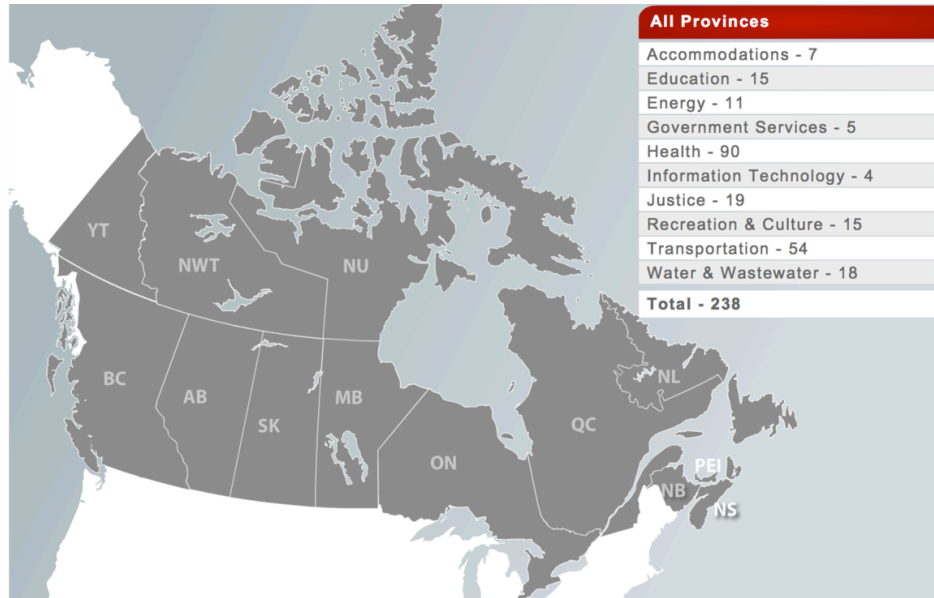 All Provinces
Accommodations - 7
Education - 15
Energy - 11
Government Services - 5
Health - 90
Information Technology - 4
Justice - 19
Recreation & Culture - 15
Transportation - 54
Water & Wastewater - 18
Total - 238
YT
NWT
NU
BC
AB
SK
MB
ON
QC
NL
PEI
NB
NS